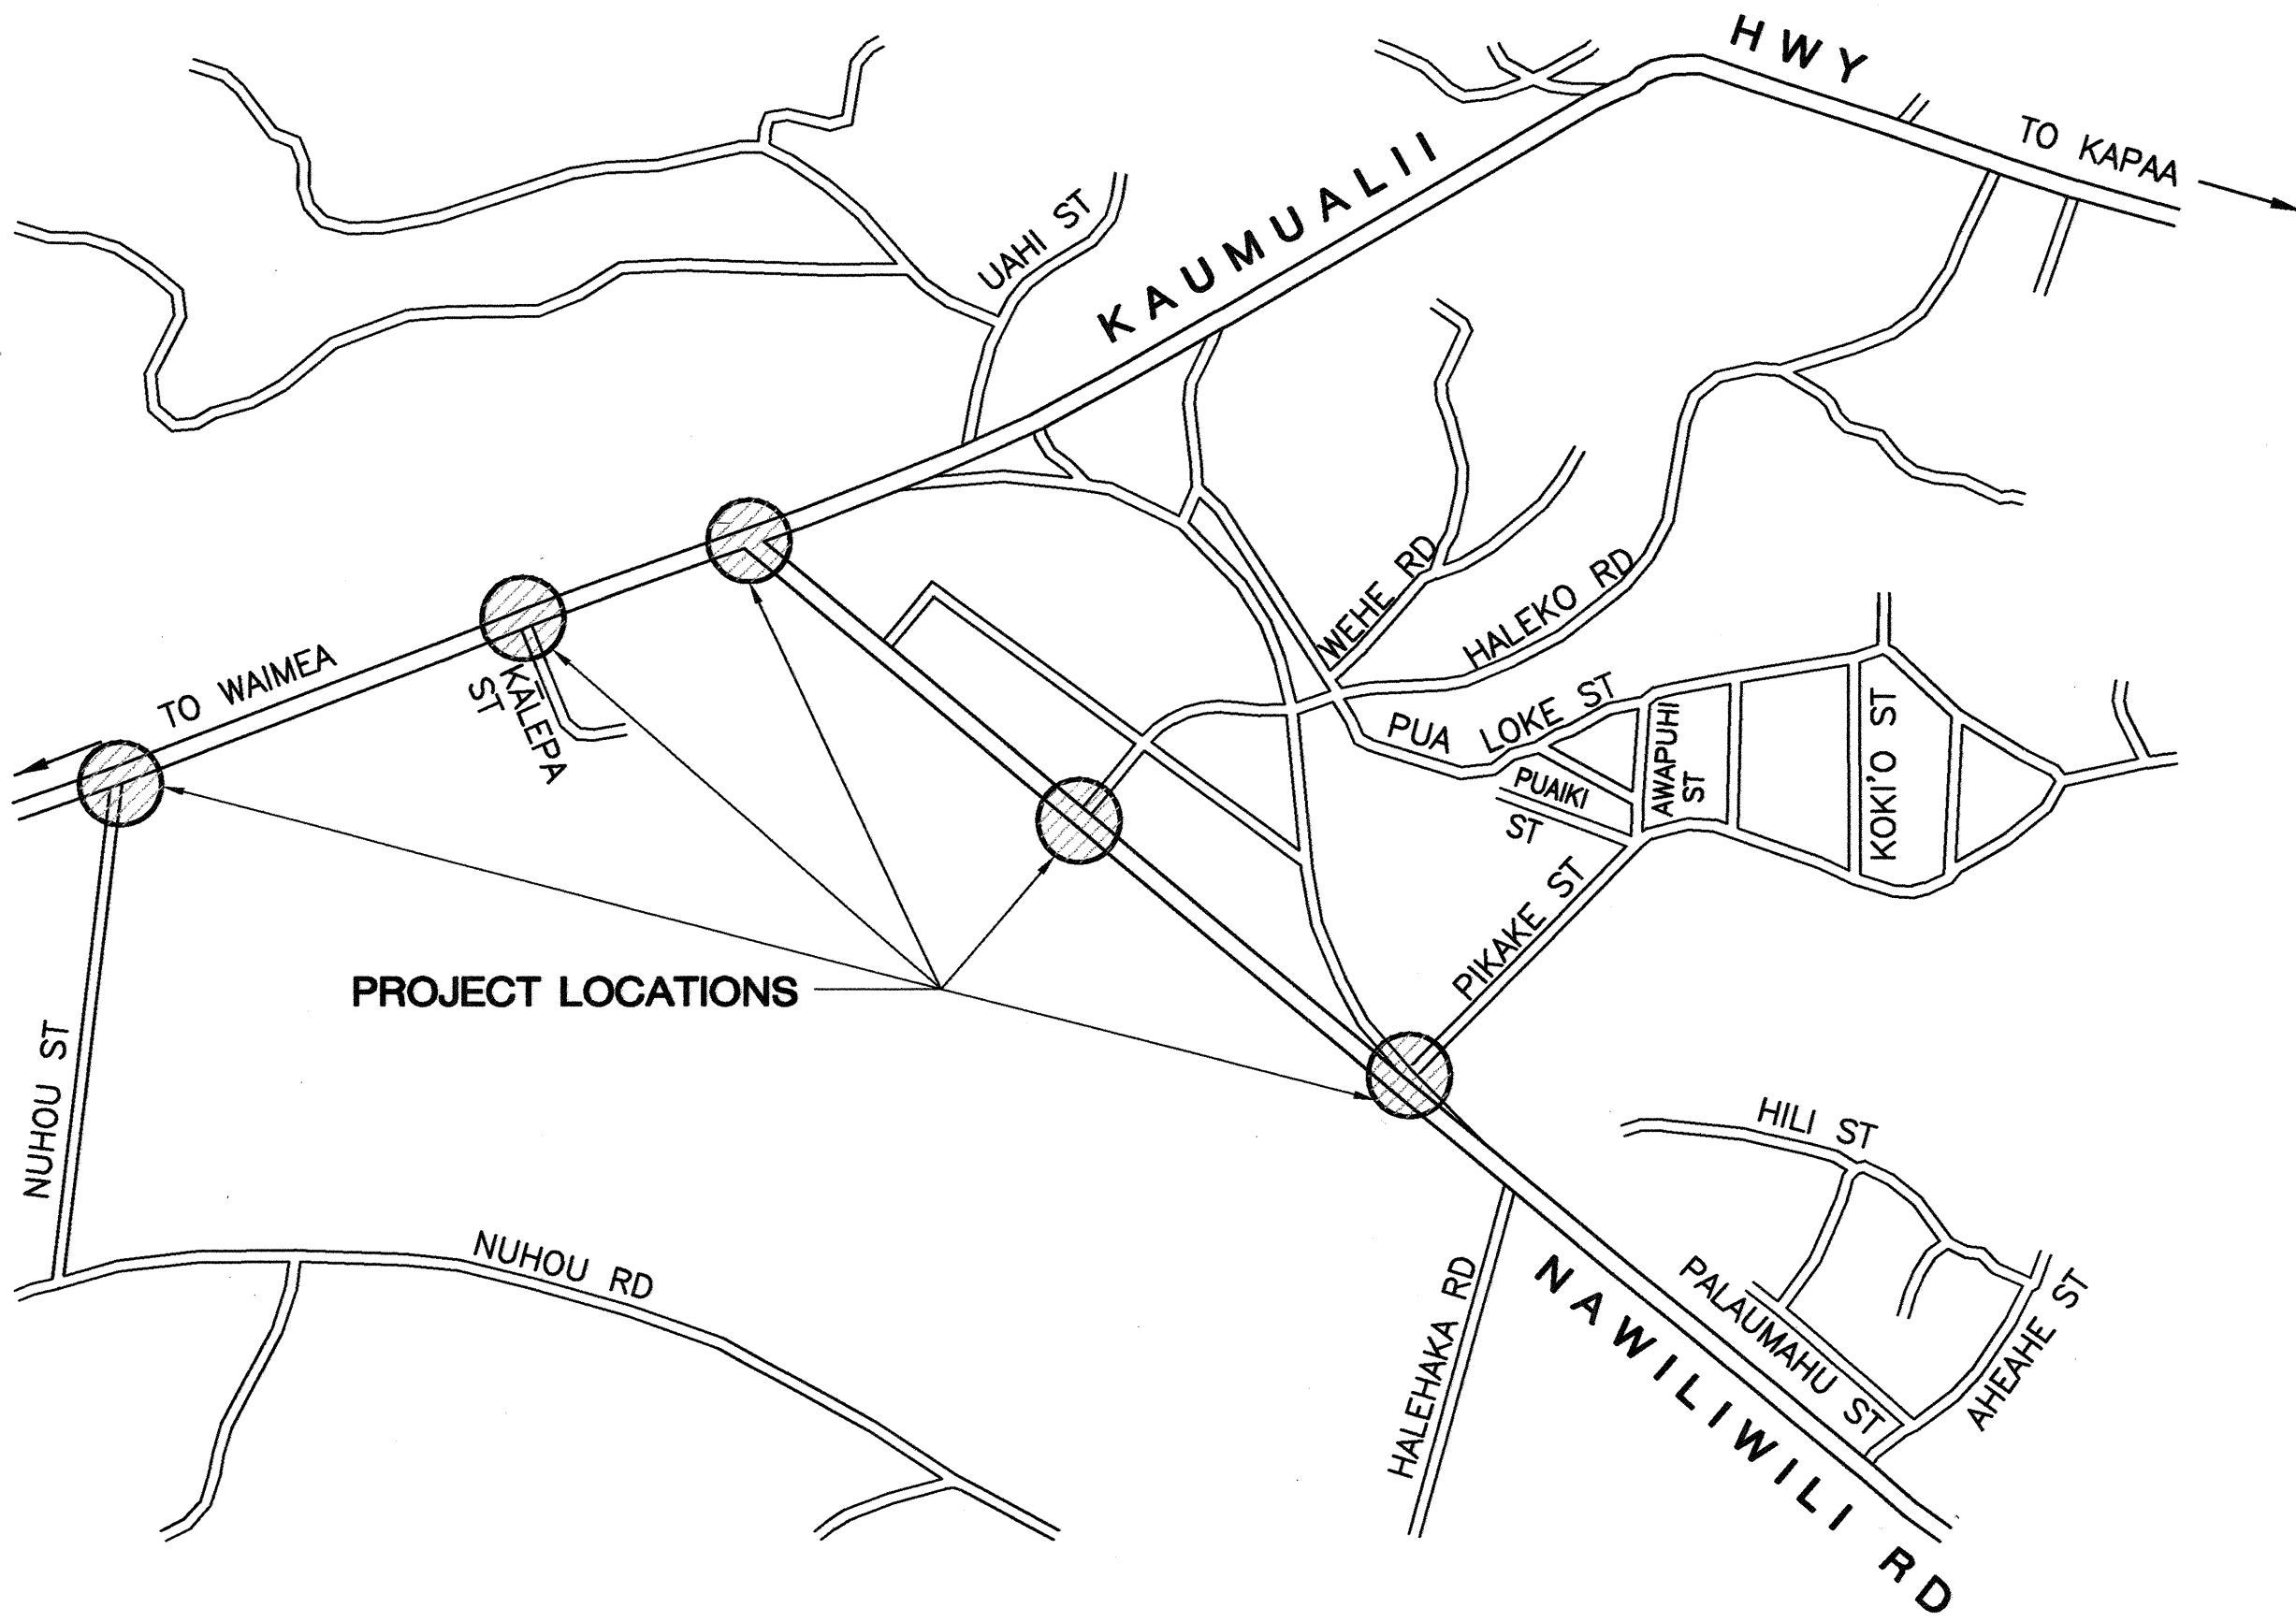 HWY
TO KAPAA
KAUMUALII
UAHI ST
WEHE RD
HALEKO RD
TO WAIMEA
KĀLEPA
ST
PUA LOKE ST
PUAIKI
ST
AWAPUHI
ST
KOKI'O ST
PIKAKE ST
PROJECT LOCATIONS
NUHOU ST
NUHOU RD
HILI ST
HALEHAKA RD
NAWILIWILI RD
PALAUMAHU ST
AHEAHE ST